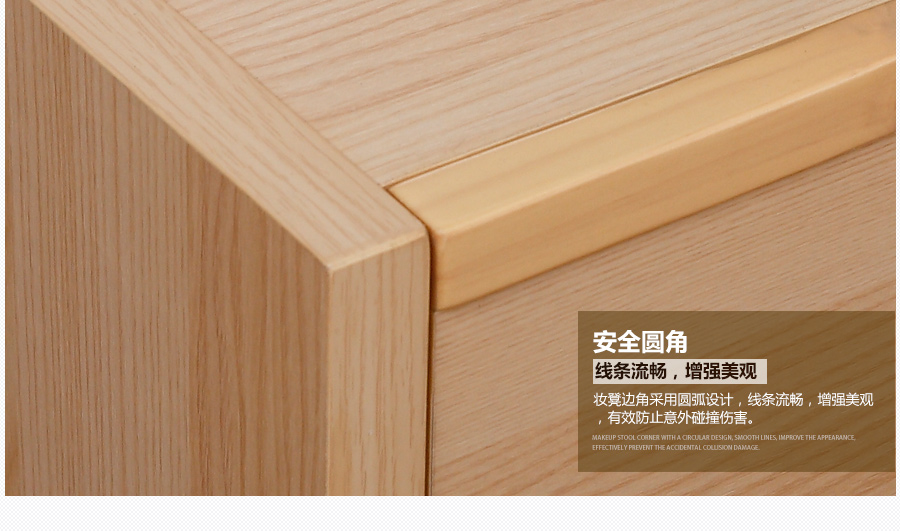 安全圆角
线条流畅，增强美观
妆凳边角采用圆弧设计，线条流畅，增强美观
，有效防止意外碰撞伤害。
MAKEUP STOOL CORNER WITH A CIRCULAR DESIGN, SMOOTH LINES, IMPROVE THE APPEARANCE,
EFFECTIVELY PREVENT THE ACCIDENTAL COLLISION DAMAGE.